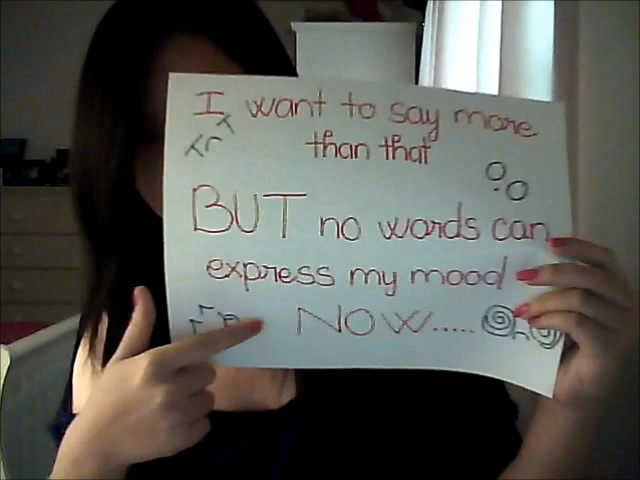 I want to say more
than that
BUT no words can
express my mood
NOW.....